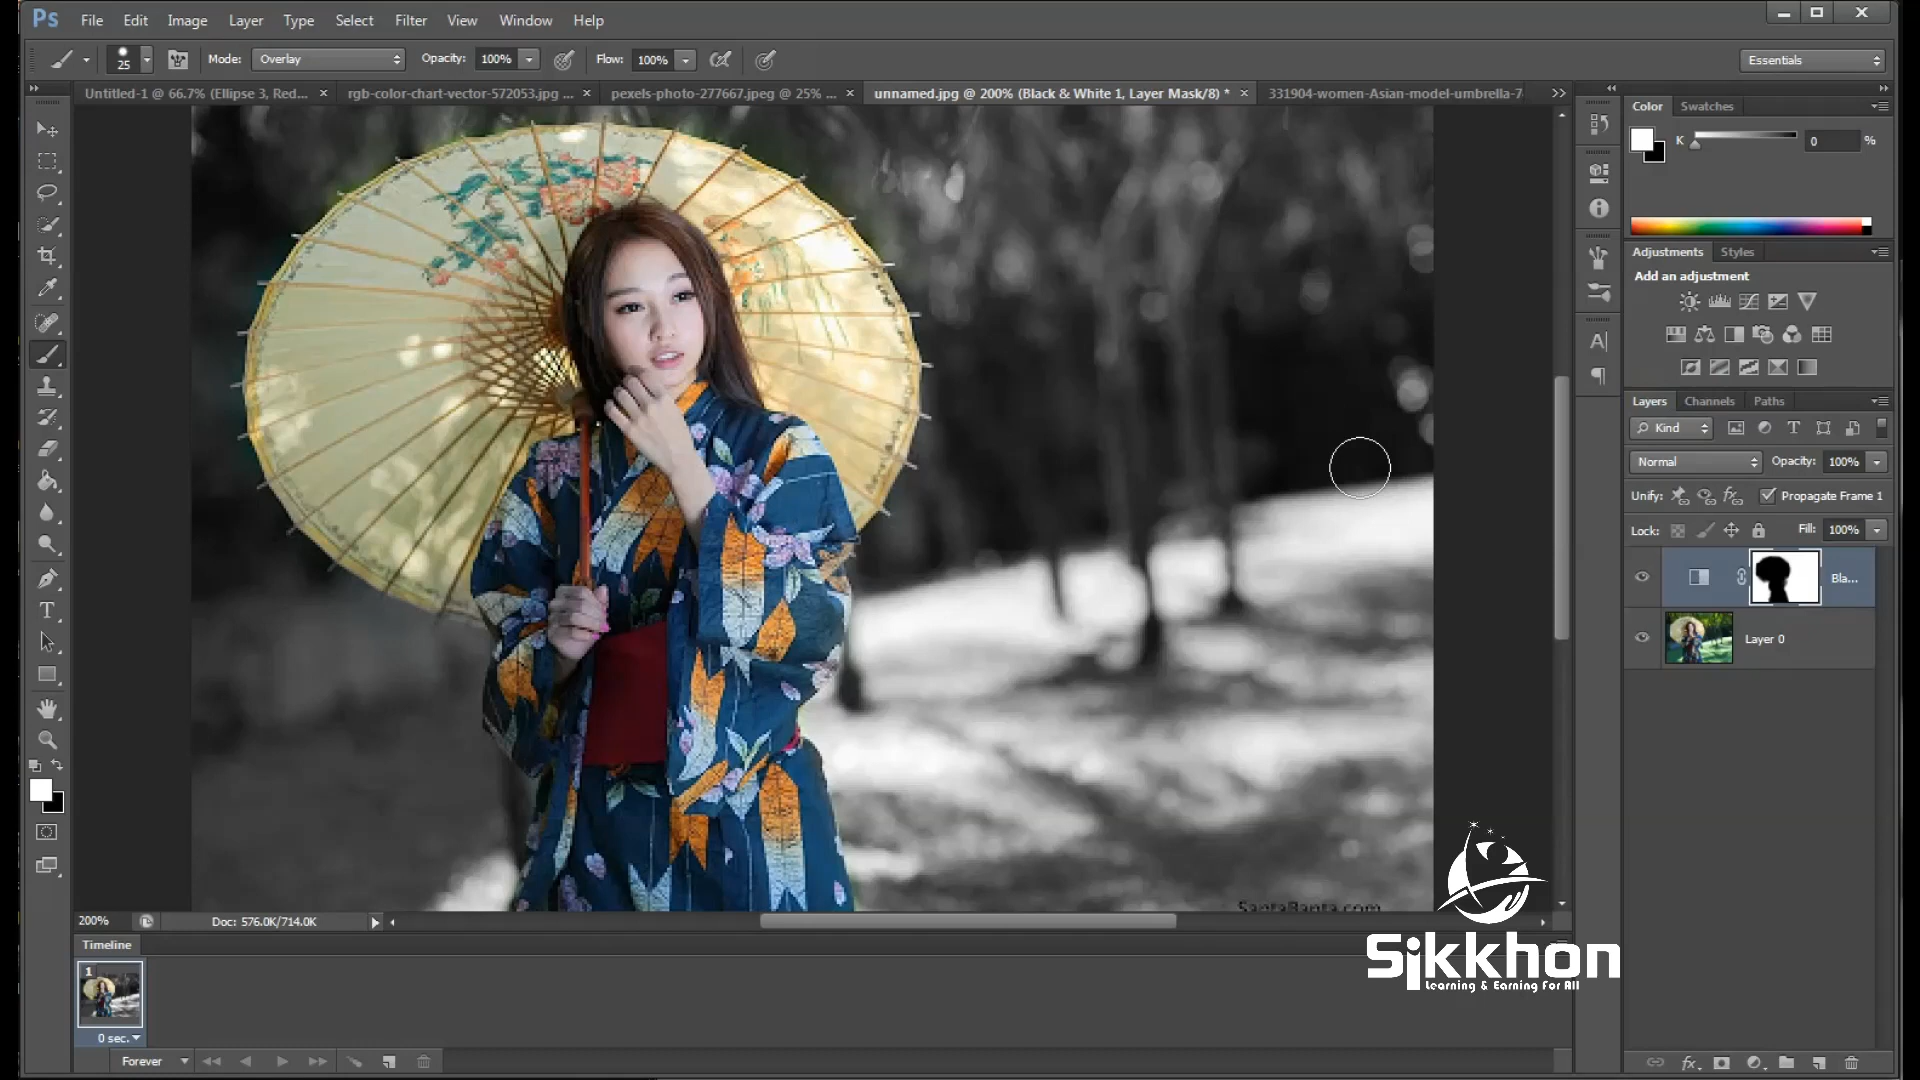 Ps File Edit Image Layer Type Select Filter View Window Help
25 Mode: Overlay Opacity: 100% Flow: 100% Essentials
Untitled-1 @ 66.7% (Ellipse 3, Red... × rgb-color-chart-vector-572053.jpg ... × pexels-photo-277667.jpeg @ 25% ... × unnamed.jpg @ 200% (Black & White 1, Layer Mask/8) * × 331904-women-Asian-model-umbrella-7
Color Swatches
K 0 %
Adjustments Styles
Add an adjustment
Layers Channels Paths
Kind
Normal Opacity: 100%
Unify: Propagate Frame 1
Lock: Fill: 100%
Bla...
Layer 0
SantaBanta.com
200% Doc: 576.0K/714.0K
Timeline
1
0 sec.
Forever
Sikkhon
Learning & Earning For All